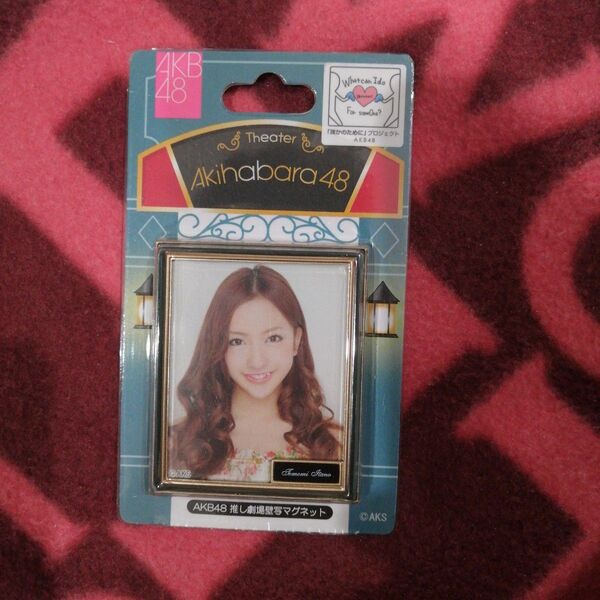 AKB
48
What can I do
For someone?
「誰かのために」プロジェクト
AKB48
Theater
Akihabara48
©AKS
Tomomi Itano
AKB48 推し劇場壁写マグネット
©AKS